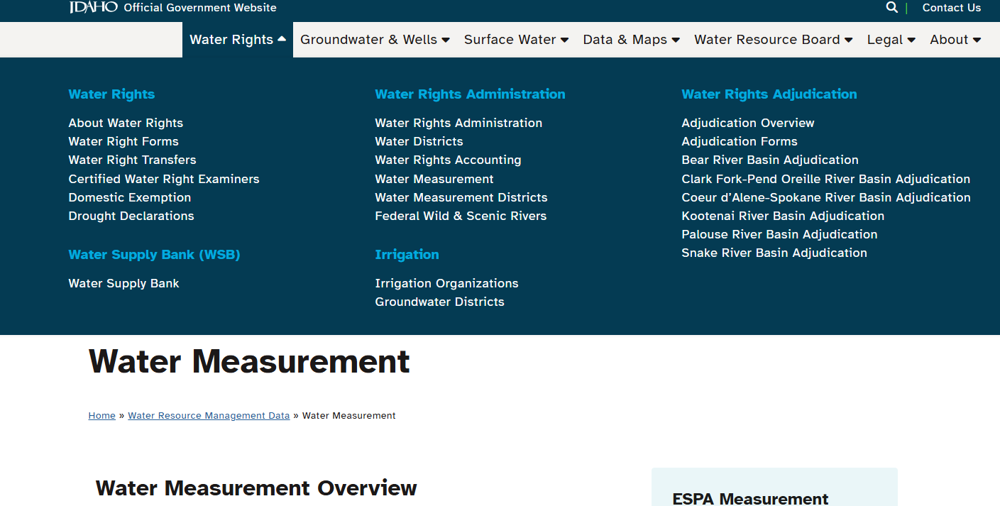 IDAHO Official Government Website
Contact Us
Water Rights Groundwater & Wells Surface Water Data & Maps Water Resource Board Legal About
Water Rights
About Water Rights
Water Right Forms
Water Right Transfers
Certified Water Right Examiners
Domestic Exemption
Drought Declarations
Water Supply Bank (WSB)
Water Supply Bank
Water Rights Administration
Water Rights Administration
Water Districts
Water Rights Accounting
Water Measurement
Water Measurement Districts
Federal Wild & Scenic Rivers
Irrigation
Irrigation Organizations
Groundwater Districts
Water Rights Adjudication
Adjudication Overview
Adjudication Forms
Bear River Basin Adjudication
Clark Fork-Pend Oreille River Basin Adjudication
Coeur d’Alene-Spokane River Basin Adjudication
Kootenai River Basin Adjudication
Palouse River Basin Adjudication
Snake River Basin Adjudication
Water Measurement
Home » Water Resource Management Data » Water Measurement
Water Measurement Overview
ESPA Measurement